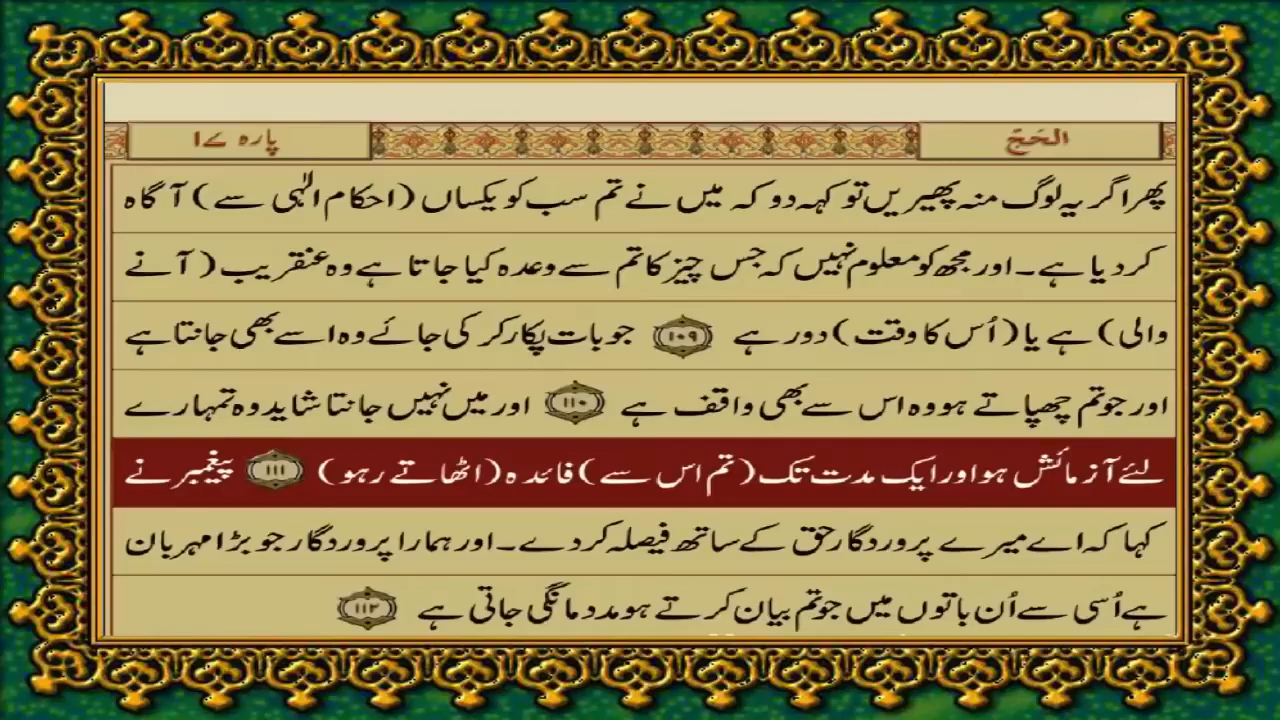 الحَجّ پارہ ۱۷
پھر اگر یہ لوگ منہ پھیریں تو کہہ دو کہ میں نے تم سب کو یکساں (احکام الٰہی سے) آگاہ
کر دیا ہے۔ اور مجھ کو معلوم نہیں کہ جس چیز کا تم سے وعدہ کیا جاتا ہے وہ عنقریب (آنے
والی) ہے یا (اُس کا وقت) دور ہے ۱۰۹ جو بات پکار کر کی جائے وہ اسے بھی جانتا ہے
اور جو تم چھپاتے ہو وہ اس سے بھی واقف ہے ۱۱۰ اور میں نہیں جانتا شاید وہ تمہارے
لئے آزمائش ہو اور ایک مدت تک (تم اس سے) فائدہ (اٹھاتے رہو) ۱۱۱ پیغمبر نے
کہا کہ اے میرے پروردگار حق کے ساتھ فیصلہ کر دے۔ اور ہمارا پروردگار جو بڑا مہربان
ہے اُسی سے اُن باتوں میں جو تم بیان کرتے ہو مدد مانگی جاتی ہے ۱۱۲